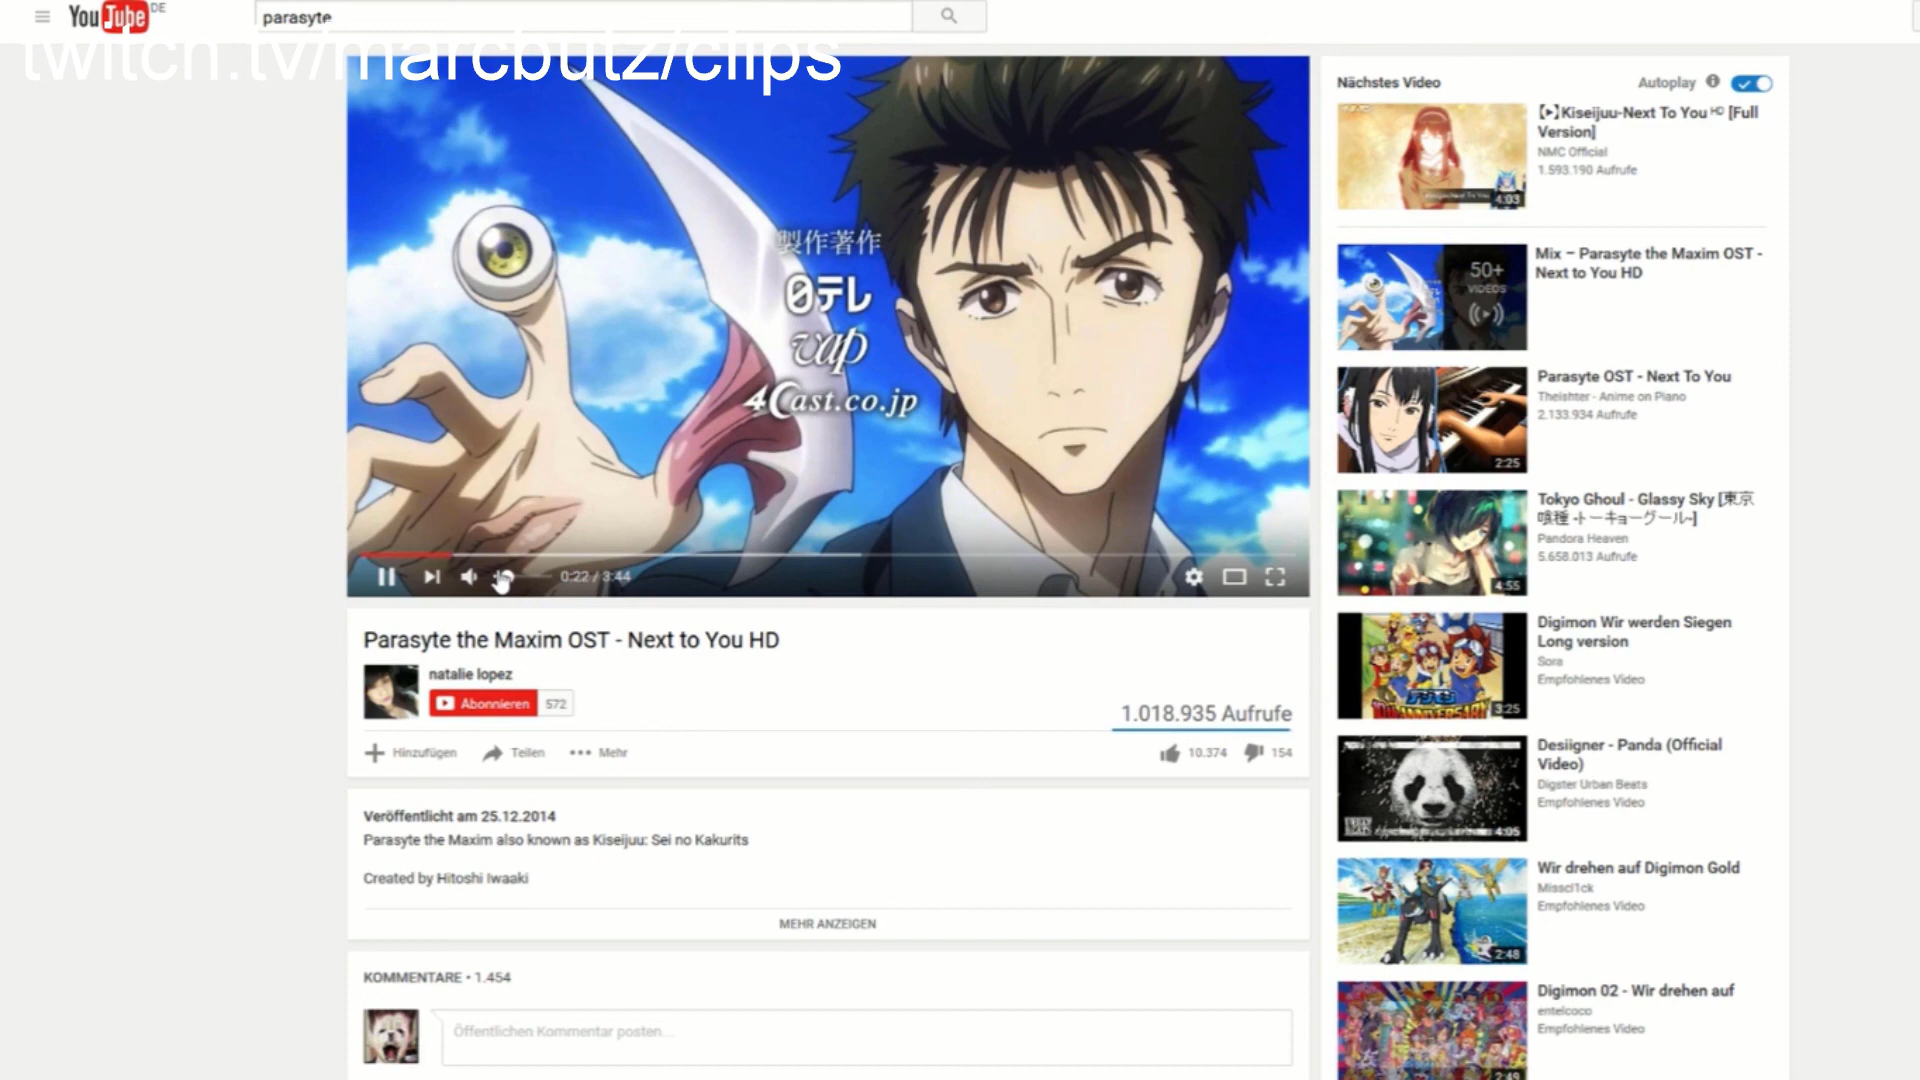 YouTube DE
parasyte
twitch.tv/marcbutz/clips
製作著作
日テレ
vap
4Cast.co.jp
0:22 / 3:44
Parasyte the Maxim OST - Next to You HD
natalie lopez
Abonnieren 572
1.018.935 Aufrufe
Hinzufügen Teilen Mehr
10.374 154
Veröffentlicht am 25.12.2014
Parasyte the Maxim also known as Kiseijuu: Sei no Kakurits
Created by Hitoshi Iwaaki
MEHR ANZEIGEN
KOMMENTARE • 1.454
Öffentlichen Kommentar posten...
Nächstes Video Autoplay
【►】Kiseijuu-Next To You ᴴᴰ [Full
Version]
NMC Official
1.593.190 Aufrufe
4:03
50+
VIDEOS
Mix – Parasyte the Maxim OST -
Next to You HD
Parasyte OST - Next To You
Theishter - Anime on Piano
2.133.934 Aufrufe
2:25
Tokyo Ghoul - Glassy Sky [東京
喰種 -トーキョーグール-]
Pandora Heaven
5.658.013 Aufrufe
4:55
Digimon Wir werden Siegen
Long version
Sora
Empfohlenes Video
3:25
Desiigner - Panda (Official
Video)
Digster Urban Beats
Empfohlenes Video
4:05
Wir drehen auf Digimon Gold
Misscl1ck
Empfohlenes Video
2:48
Digimon 02 - Wir drehen auf
entelcoco
Empfohlenes Video
2:49